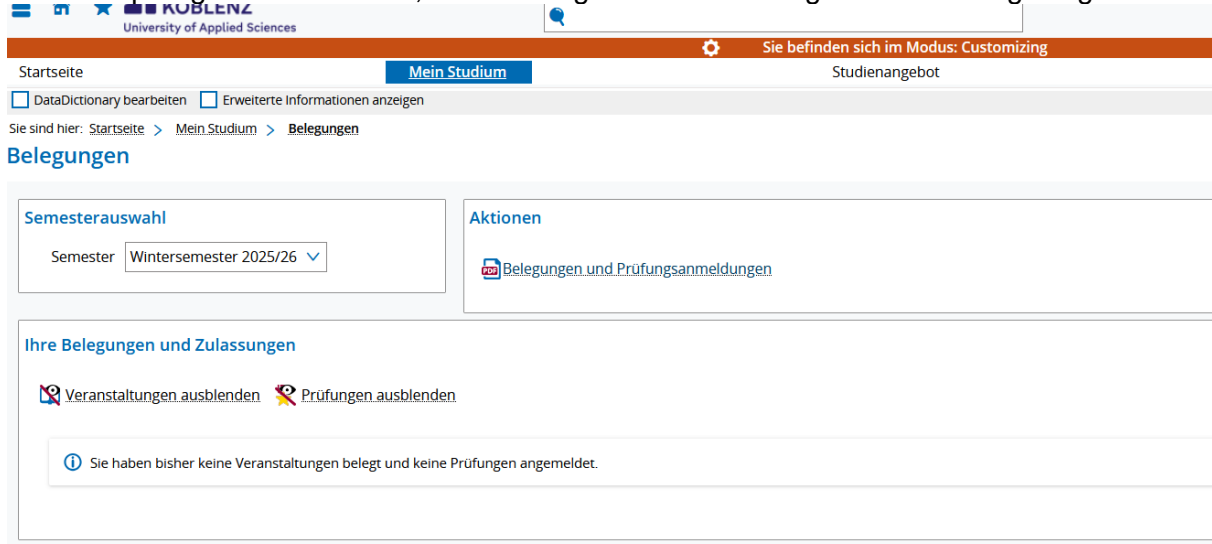 KOBLENZ
University of Applied Sciences
Sie befinden sich im Modus: Customizing
Startseite Mein Studium Studienangebot
DataDictionary bearbeiten Erweiterte Informationen anzeigen
Sie sind hier: Startseite > Mein Studium > Belegungen
Belegungen
Semesterauswahl
Semester Wintersemester 2025/26
Aktionen
PDF Belegungen und Prüfungsanmeldungen
Ihre Belegungen und Zulassungen
Veranstaltungen ausblenden Prüfungen ausblenden
Sie haben bisher keine Veranstaltungen belegt und keine Prüfungen angemeldet.